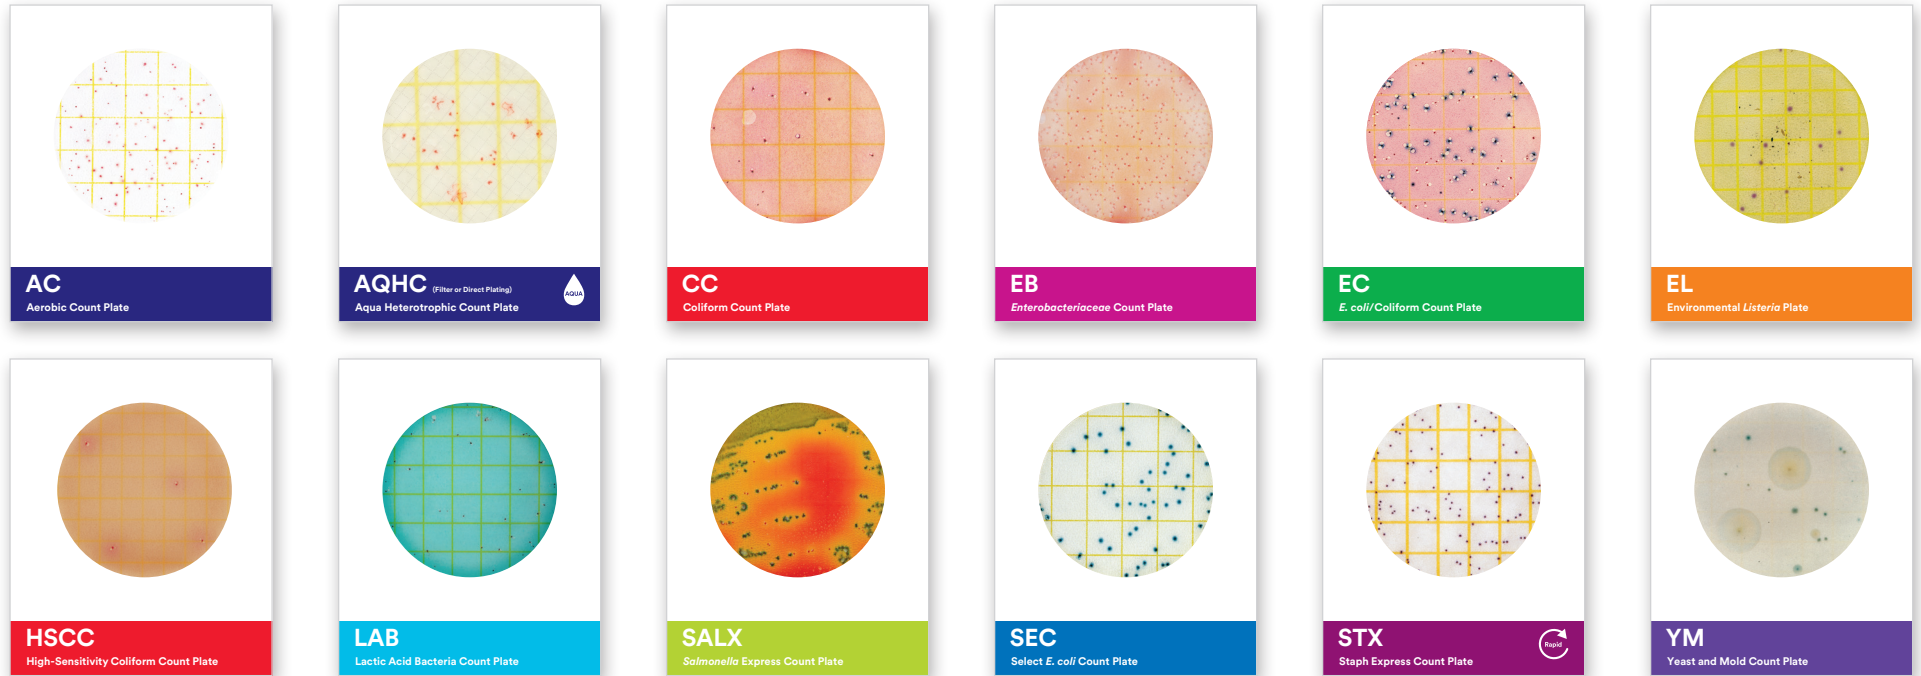 AC
Aerobic Count Plate
AQHC (Filter or Direct Plating)
Aqua Heterotrophic Count Plate
AQUA
CC
Coliform Count Plate
EB
Enterobacteriaceae Count Plate
EC
E. coli/Coliform Count Plate
EL
Environmental Listeria Plate
HSCC
High-Sensitivity Coliform Count Plate
LAB
Lactic Acid Bacteria Count Plate
SALX
Salmonella Express Count Plate
SEC
Select E. coli Count Plate
STX
Staph Express Count Plate
Rapid
YM
Yeast and Mold Count Plate